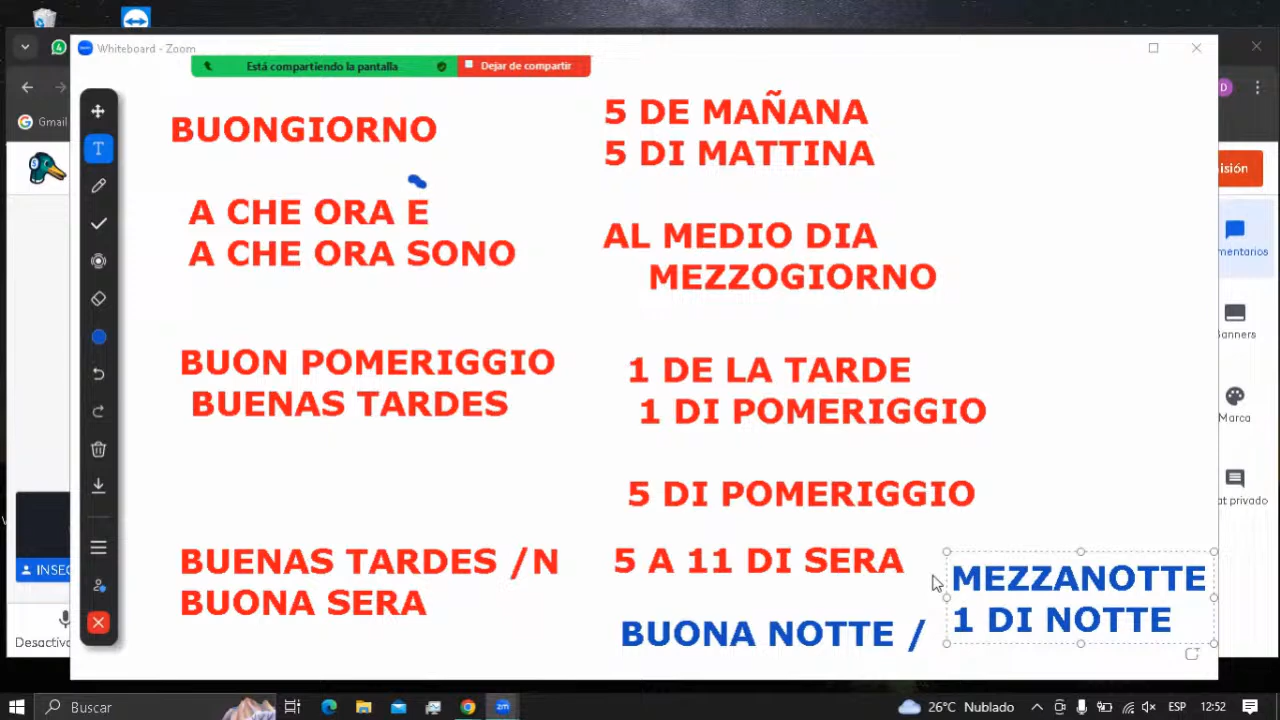 Whiteboard - Zoom
Está compartiendo la pantalla
Dejar de compartir
Gmail
BUONGIORNO
A CHE ORA È
A CHE ORA SONO
BUON POMERIGGIO
BUENAS TARDES
BUENAS TARDES /N
BUONA SERA
5 DE MAÑANA
5 DI MATTINA
AL MEDIO DIA
MEZZOGIORNO
1 DE LA TARDE
1 DI POMERIGGIO
5 DI POMERIGGIO
5 A 11 DI SERA
BUONA NOTTE /
MEZZANOTTE
1 DI NOTTE
D
isión
mentarios
Banners
Marca
at privado
INSEG
Desactiv
Buscar
26°C Nublado
ESP
12:52